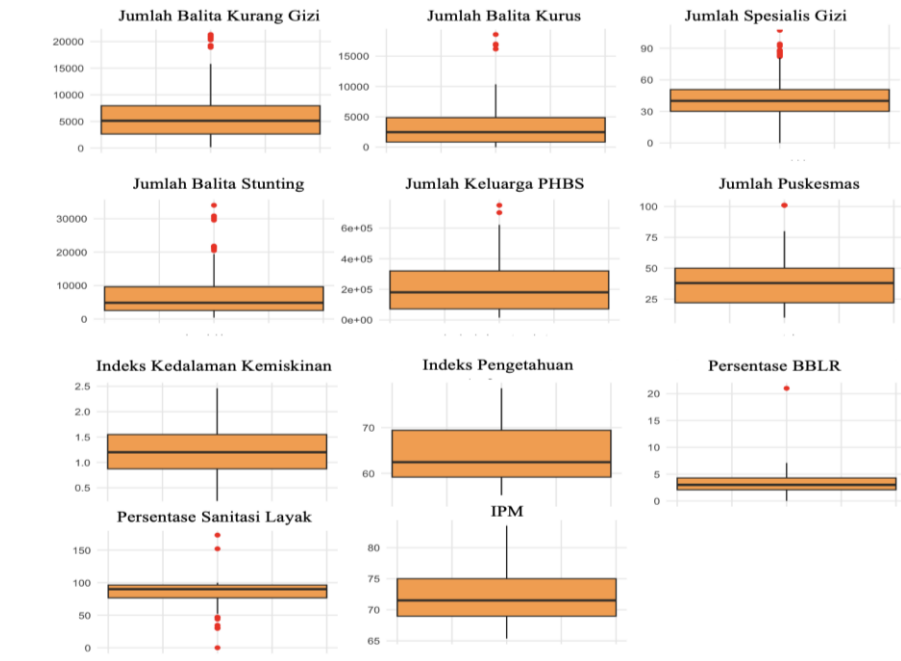 Jumlah Balita Kurang Gizi
20000
15000
10000
5000
0
Jumlah Balita Kurus
15000
10000
5000
0
Jumlah Spesialis Gizi
90
60
30
0
Jumlah Balita Stunting
30000
20000
10000
0
Jumlah Keluarga PHBS
6e+05
4e+05
2e+05
0e+00
Jumlah Puskesmas
100
75
50
25
Indeks Kedalaman Kemiskinan
2.5
2.0
1.5
1.0
0.5
Indeks Pengetahuan
70
60
Persentase BBLR
20
15
10
5
0
Persentase Sanitasi Layak
150
100
50
0
IPM
80
75
70
65